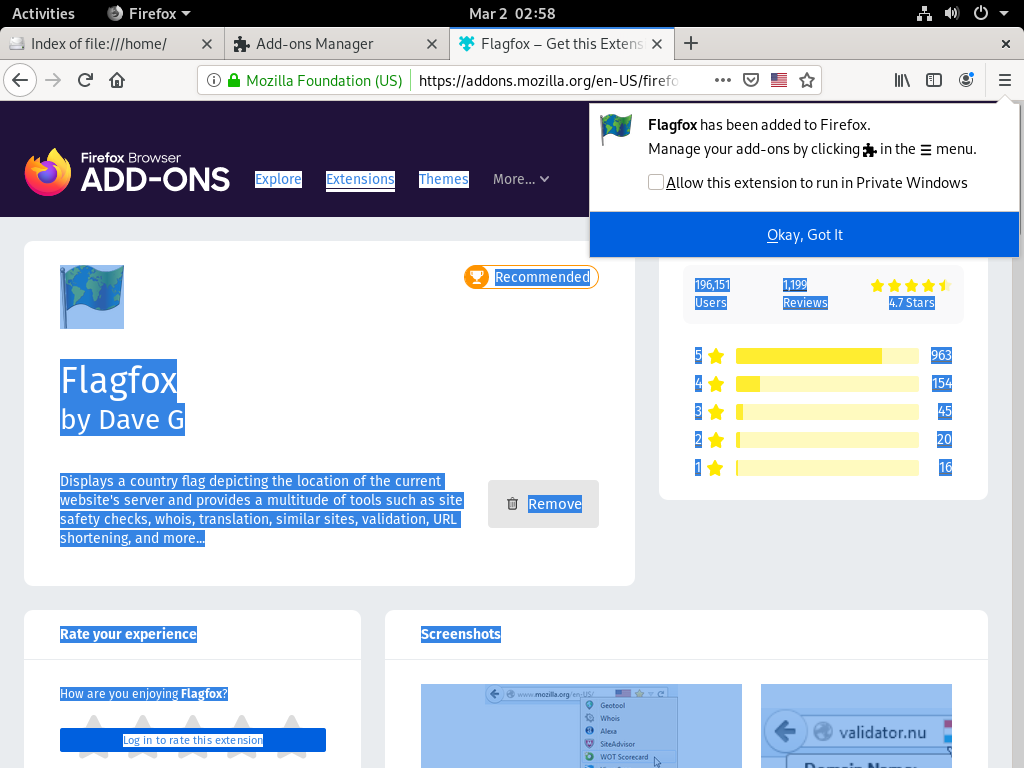 Activities Firefox Mar 2 02:58
Index of file:///home/ Add-ons Manager Flagfox – Get this Extens
Mozilla Foundation (US) https://addons.mozilla.org/en-US/firefo
Flagfox has been added to Firefox.
Manage your add-ons by clicking in the menu.
Allow this extension to run in Private Windows
Okay, Got It
Firefox Browser
ADD-ONS
Explore Extensions Themes More...
Recommended
Flagfox
by Dave G
Displays a country flag depicting the location of the current
website's server and provides a multitude of tools such as site
safety checks, whois, translation, similar sites, validation, URL
shortening, and more...
Remove
196,151 1,199
Users Reviews 4.7 Stars
5 963
4 154
3 45
2 20
1 16
Rate your experience
How are you enjoying Flagfox?
Log in to rate this extension
Screenshots
www.mozilla.org/en-US/
Geotool
Whois
Alexa
SiteAdvisor
WOT Scorecard
validator.nu
Domain Name: